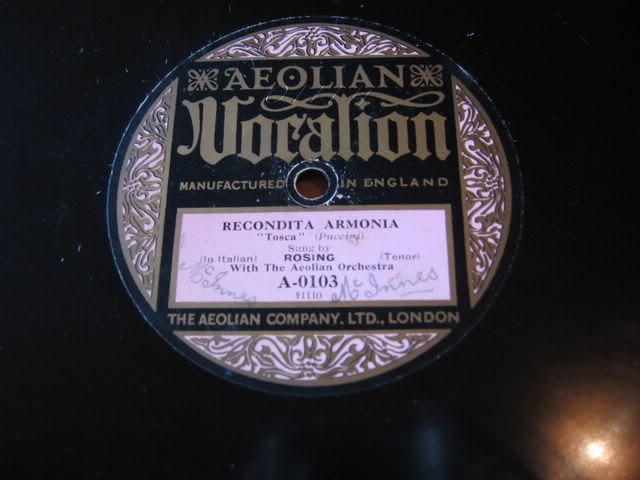 AEOLIAN
Vocalion
MANUFACTURED IN ENGLAND
RECONDITA ARMONIA
"Tosca" (Puccini)
Sung by
(In Italian) ROSING (Tenor)
With The Aeolian Orchestra
A-0103
McInnes McInnes
THE AEOLIAN COMPANY, LTD., LONDON